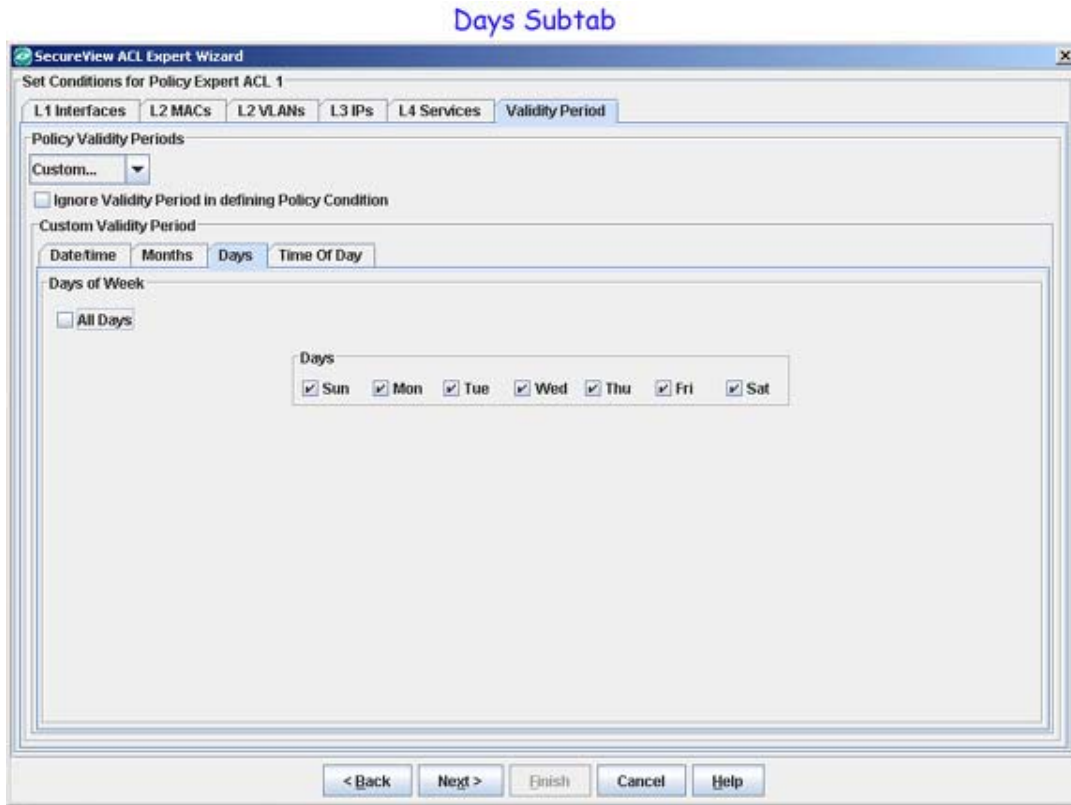 Days Subtab
SecureView ACL Expert Wizard
Set Conditions for Policy Expert ACL 1
L1 Interfaces L2 MACs L2 VLANs L3 IPs L4 Services Validity Period
Policy Validity Periods
Custom...
Ignore Validity Period in defining Policy Condition
Custom Validity Period
Date/time Months Days Time Of Day
Days of Week
All Days
Days
Sun Mon Tue Wed Thu Fri Sat
< Back Next > Finish Cancel Help